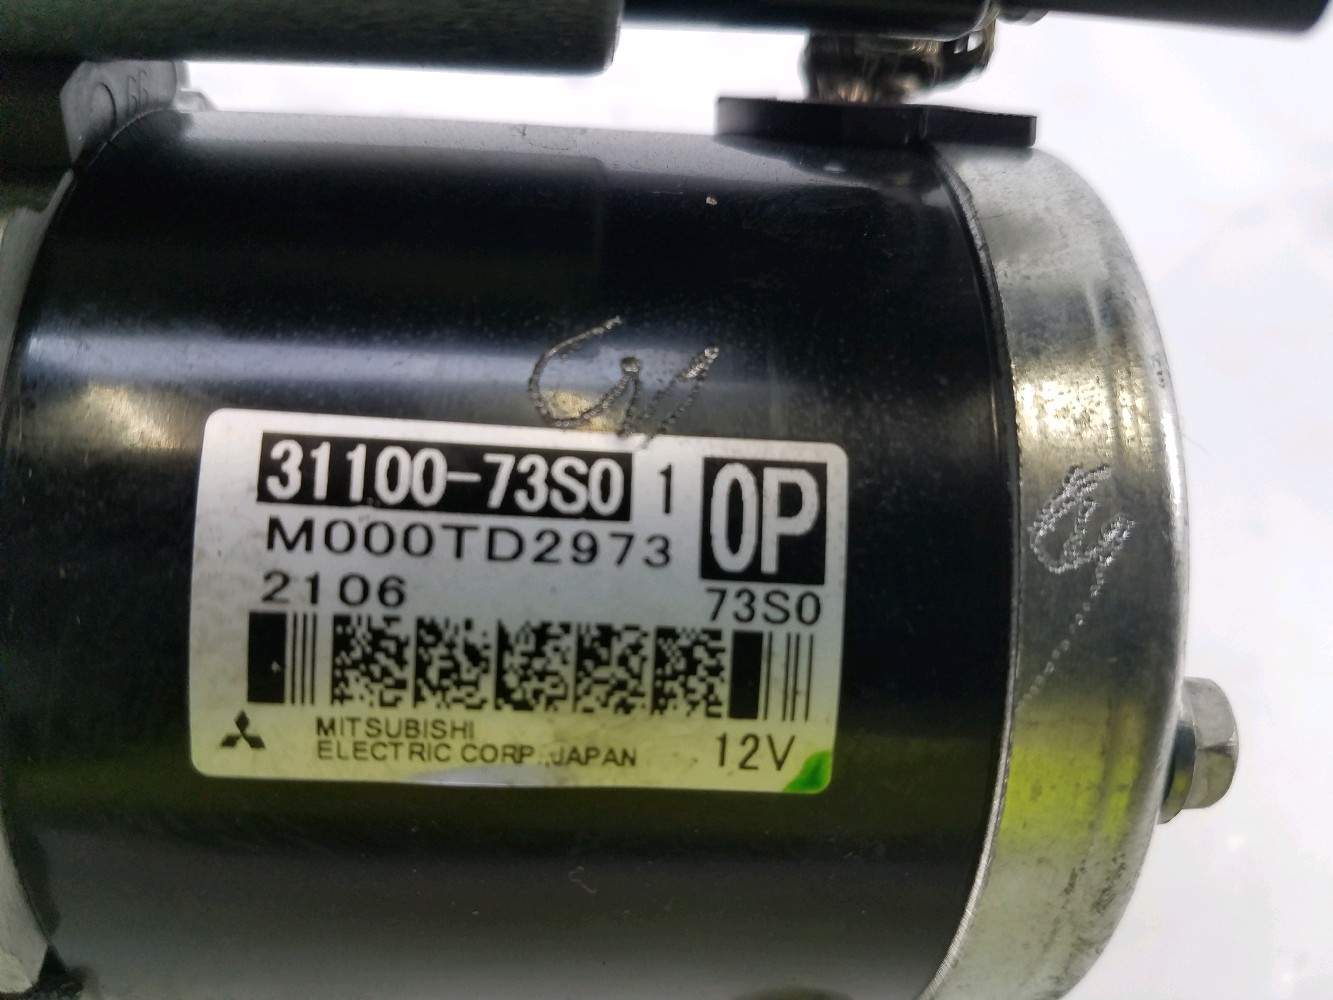 31100-73S0 1 0P
M000TD2973
2106 73S0
MITSUBISHI
ELECTRIC CORP. JAPAN 12V